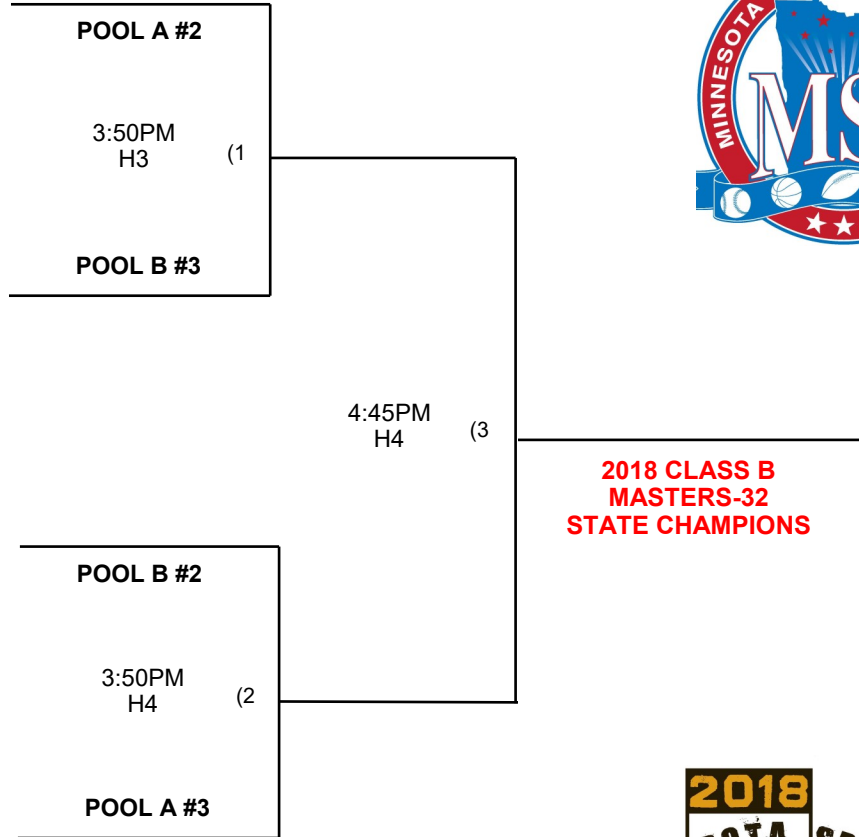 POOL A #2
3:50PM
H3 (1
POOL B #3
MINNESOTA
MS
4:45PM
H4 (3
2018 CLASS B
MASTERS-32
STATE CHAMPIONS
POOL B #2
3:50PM
H4 (2
POOL A #3
2018